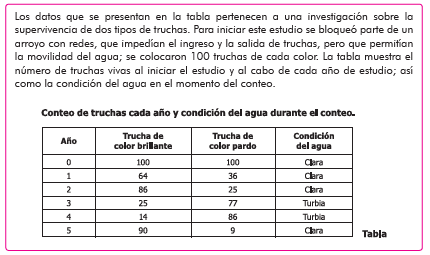 Los datos que se presentan en la tabla pertenecen a una investigación sobre la
supervivencia de dos tipos de truchas. Para iniciar este estudio se bloqueó parte de un
arroyo con redes, que impedían el ingreso y la salida de truchas, pero que permitían
la movilidad del agua; se colocaron 100 truchas de cada color. La tabla muestra el
número de truchas vivas al iniciar el estudio y al cabo de cada año de estudio; así
como la condición del agua en el momento del conteo.
Conteo de truchas cada año y condición del agua durante el conteo.
Año Trucha de color brillante Trucha de color pardo Condición del agua
0 100 100 Clara
1 64 36 Clara
2 86 25 Clara
3 25 77 Turbia
4 14 86 Turbia
5 90 9 Clara
Tabla